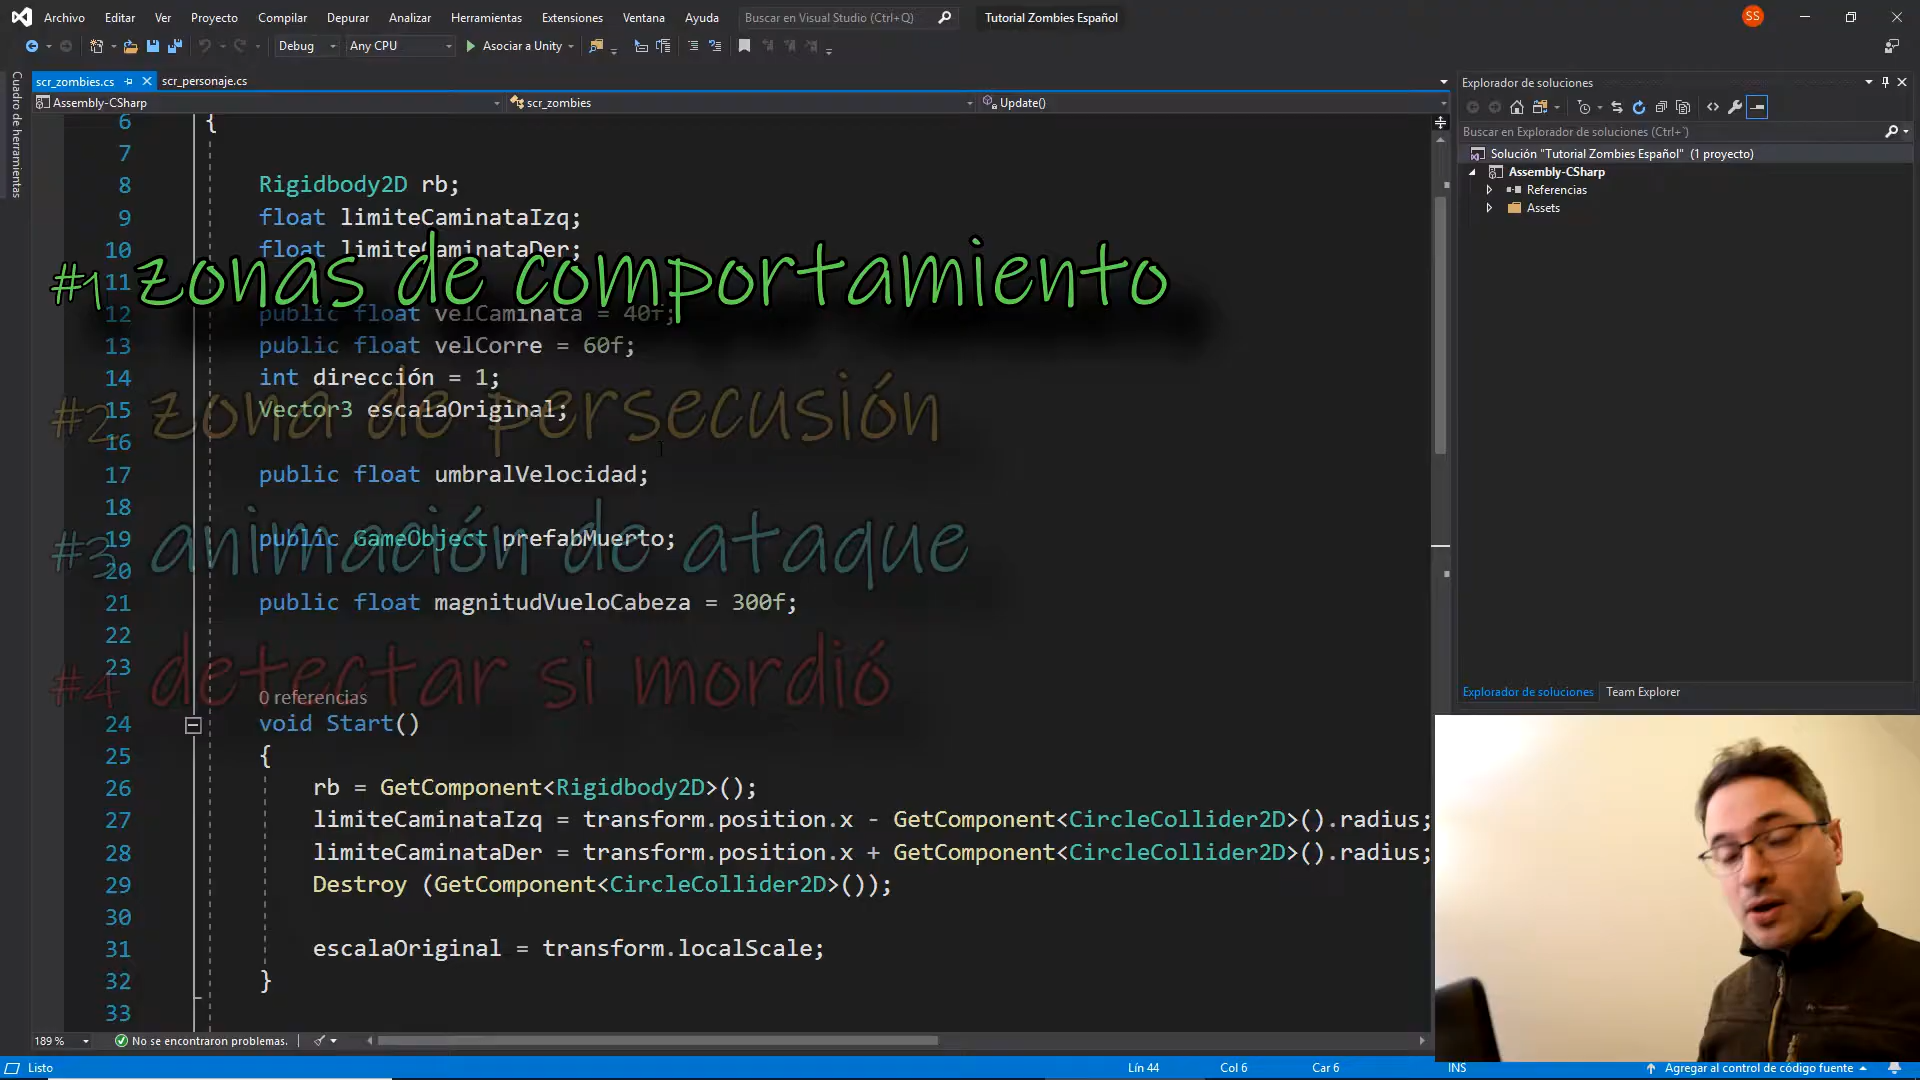 Archivo Editar Ver Proyecto Compilar Depurar Analizar Herramientas Extensiones Ventana Ayuda Buscar en Visual Studio (Ctrl+Q) Tutorial Zombies Español SS
Debug Any CPU Asociar a Unity
Cuadro de herramientas
scr_zombies.cs scr_personaje.cs
Assembly-CSharp scr_zombies Update()
6 {
7
8 Rigidbody2D rb;
9 float limiteCaminataIzq;
10 float limiteCaminataDer;
#1 zonas de comportamiento
11
12 public float velCaminata = 40f;
13 public float velCorre = 60f;
14 int dirección = 1;
#2 zona de persecusión
15 Vector3 escalaOriginal;
16
17 public float umbralVelocidad;
18
19 public GameObject prefabMuerto;
#3 animación de ataque
20
21 public float magnitudVueloCabeza = 300f;
22
23
#4 detectar si mordió
0 referencias
24 void Start()
25 {
26 rb = GetComponent<Rigidbody2D>();
27 limiteCaminataIzq = transform.position.x - GetComponent<CircleCollider2D>().radius;
28 limiteCaminataDer = transform.position.x + GetComponent<CircleCollider2D>().radius;
29 Destroy (GetComponent<CircleCollider2D>());
30
31 escalaOriginal = transform.localScale;
32 }
33
189 % No se encontraron problemas.
Explorador de soluciones
Buscar en Explorador de soluciones (Ctrl+`)
Solución "Tutorial Zombies Español" (1 proyecto)
Assembly-CSharp
Referencias
Assets
Explorador de soluciones Team Explorer
Listo Lín 44 Col 6 Car 6 INS Agregar al control de código fuente